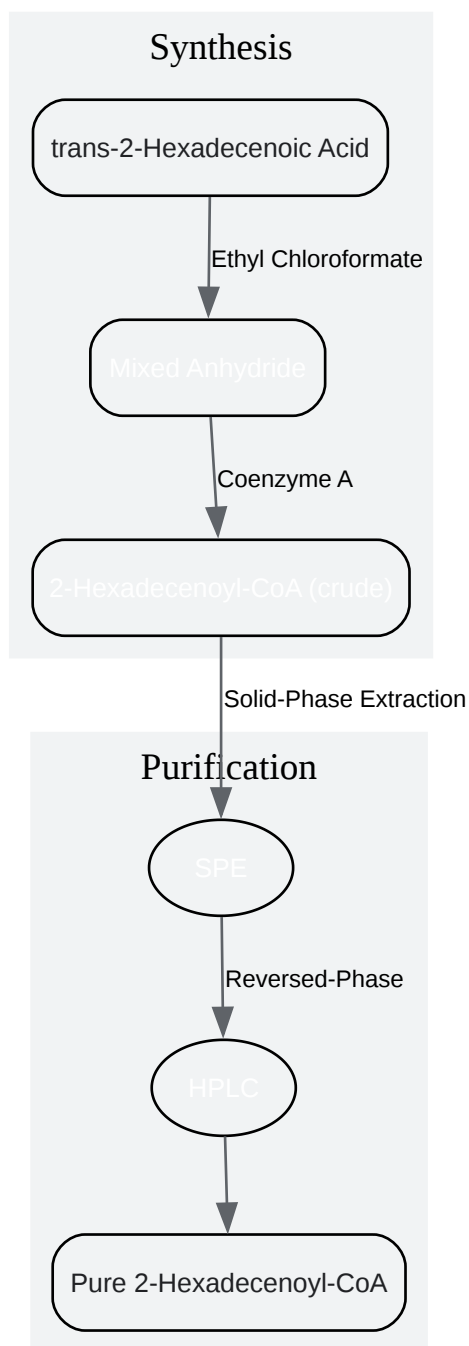 Synthesis
trans-2-Hexadecenoic Acid
Ethyl Chloroformate
Mixed Anhydride
Coenzyme A
2-Hexadecenoyl-CoA (crude)
Solid-Phase Extraction
Purification
SPE
Reversed-Phase
HPLC
Pure 2-Hexadecenoyl-CoA